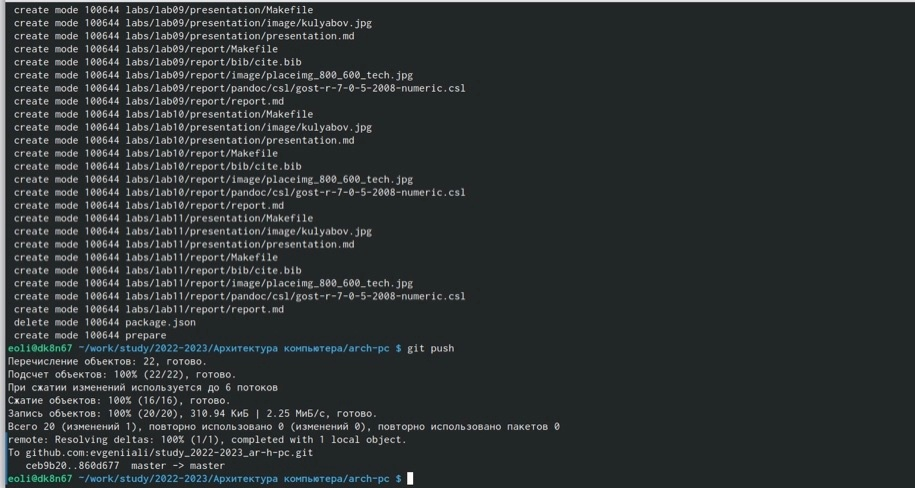 create mode 100644 labs/lab09/presentation/Makefile
create mode 100644 labs/lab09/presentation/image/kulyabov.jpg
create mode 100644 labs/lab09/presentation/presentation.md
create mode 100644 labs/lab09/report/Makefile
create mode 100644 labs/lab09/report/bib/cite.bib
create mode 100644 labs/lab09/report/image/placeimg_800_600_tech.jpg
create mode 100644 labs/lab09/report/pandoc/csl/gost-r-7-0-5-2008-numeric.csl
create mode 100644 labs/lab09/report/report.md
create mode 100644 labs/lab10/presentation/Makefile
create mode 100644 labs/lab10/presentation/image/kulyabov.jpg
create mode 100644 labs/lab10/presentation/presentation.md
create mode 100644 labs/lab10/report/Makefile
create mode 100644 labs/lab10/report/bib/cite.bib
create mode 100644 labs/lab10/report/image/placeimg_800_600_tech.jpg
create mode 100644 labs/lab10/report/pandoc/csl/gost-r-7-0-5-2008-numeric.csl
create mode 100644 labs/lab10/report/report.md
create mode 100644 labs/lab11/presentation/Makefile
create mode 100644 labs/lab11/presentation/image/kulyabov.jpg
create mode 100644 labs/lab11/presentation/presentation.md
create mode 100644 labs/lab11/report/Makefile
create mode 100644 labs/lab11/report/bib/cite.bib
create mode 100644 labs/lab11/report/image/placeimg_800_600_tech.jpg
create mode 100644 labs/lab11/report/pandoc/csl/gost-r-7-0-5-2008-numeric.csl
create mode 100644 labs/lab11/report/report.md
delete mode 100644 package.json
create mode 100644 prepare
eoli@dk8n67 ~/work/study/2022-2023/Архитектура компьютера/arch-pc $ git push
Перечисление объектов: 22, готово.
Подсчет объектов: 100% (22/22), готово.
При сжатии изменений используется до 6 потоков
Сжатие объектов: 100% (16/16), готово.
Запись объектов: 100% (20/20), 310.94 КиБ | 2.25 МиБ/с, готово.
Всего 20 (изменений 1), повторно использовано 0 (изменений 0), повторно использовано пакетов 0
remote: Resolving deltas: 100% (1/1), completed with 1 local object.
To github.com:evgeniiali/study_2022-2023_ar-h-pc.git
ceb9b20..860d677 master -> master
eoli@dk8n67 ~/work/study/2022-2023/Архитектура компьютера/arch-pc $